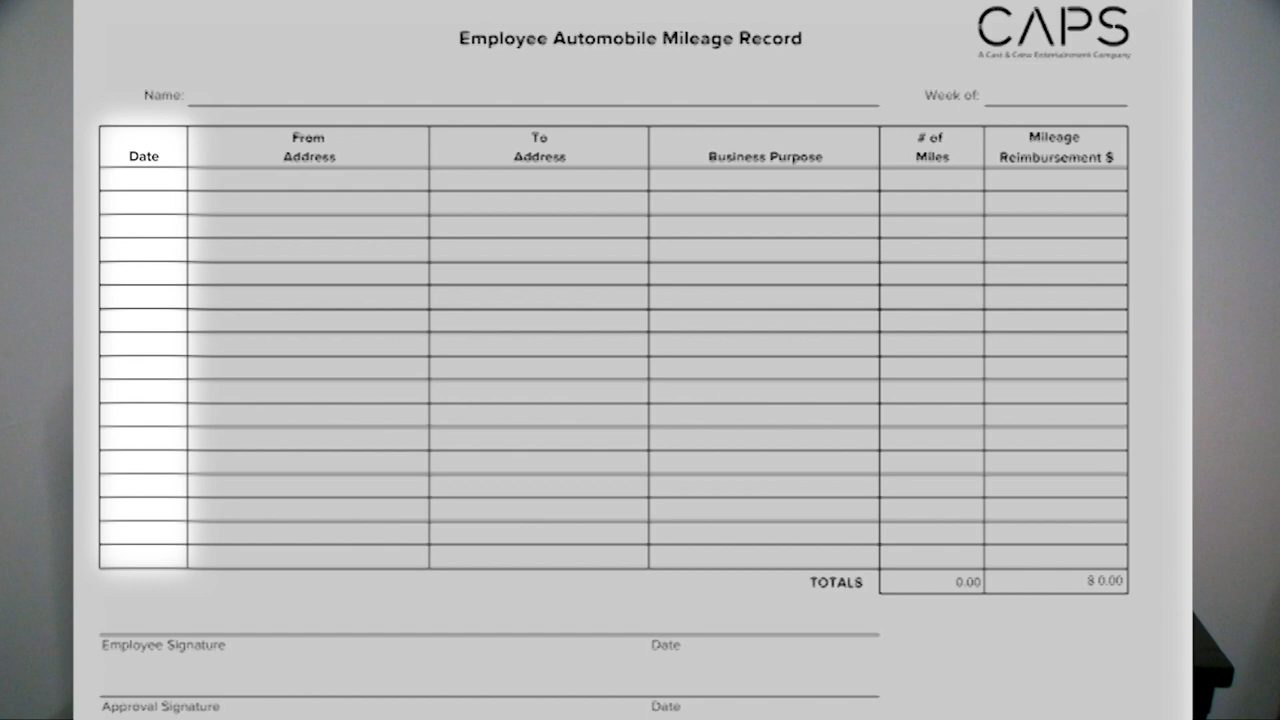 CAPS
A Cast & Crew Entertainment Company
Employee Automobile Mileage Record
Name: Week of:
Date From Address To Address Business Purpose # of Miles Mileage Reimbursement $
TOTALS 0.00 $ 0.00
Employee Signature Date
Approval Signature Date